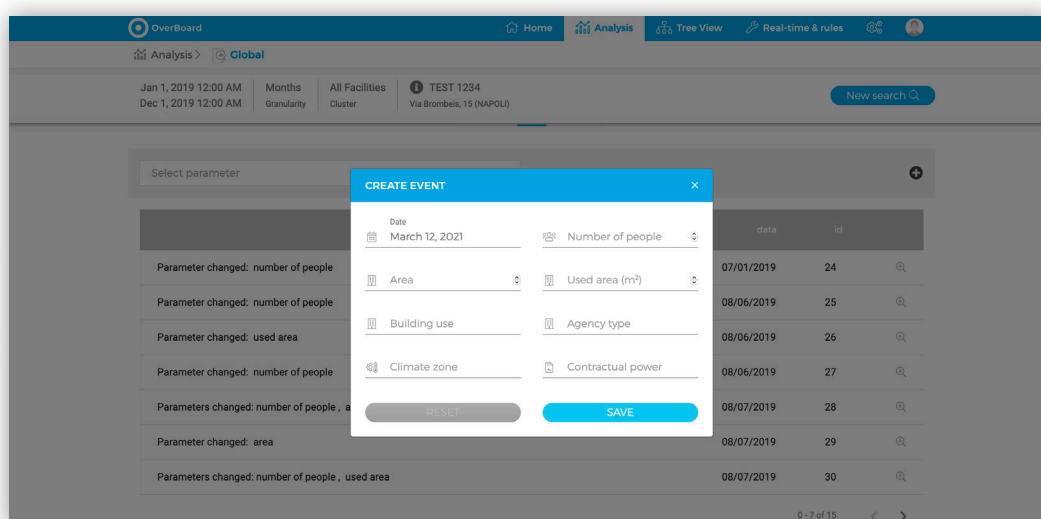 OverBoard
Home
Analysis
Tree View
Real-time & rules
Analysis > Global
Jan 1, 2019 12:00 AM
Dec 1, 2019 12:00 AM
Months
Granularity
All Facilities
Cluster
TEST 1234
Via Brombeis, 15 (NAPOLI)
New search
Select parameter
CREATE EVENT ×
Date
March 12, 2021
Number of people
Area
Used area (m²)
Building use
Agency type
Climate zone
Contractual power
RESET
SAVE
data id
Parameter changed: number of people 07/01/2019 24
Parameter changed: number of people 08/06/2019 25
Parameter changed: used area 08/06/2019 26
Parameter changed: number of people 08/06/2019 27
Parameters changed: number of people , a 08/07/2019 28
Parameter changed: area 08/07/2019 29
Parameters changed: number of people , used area 08/07/2019 30
0 - 7 of 15 < >